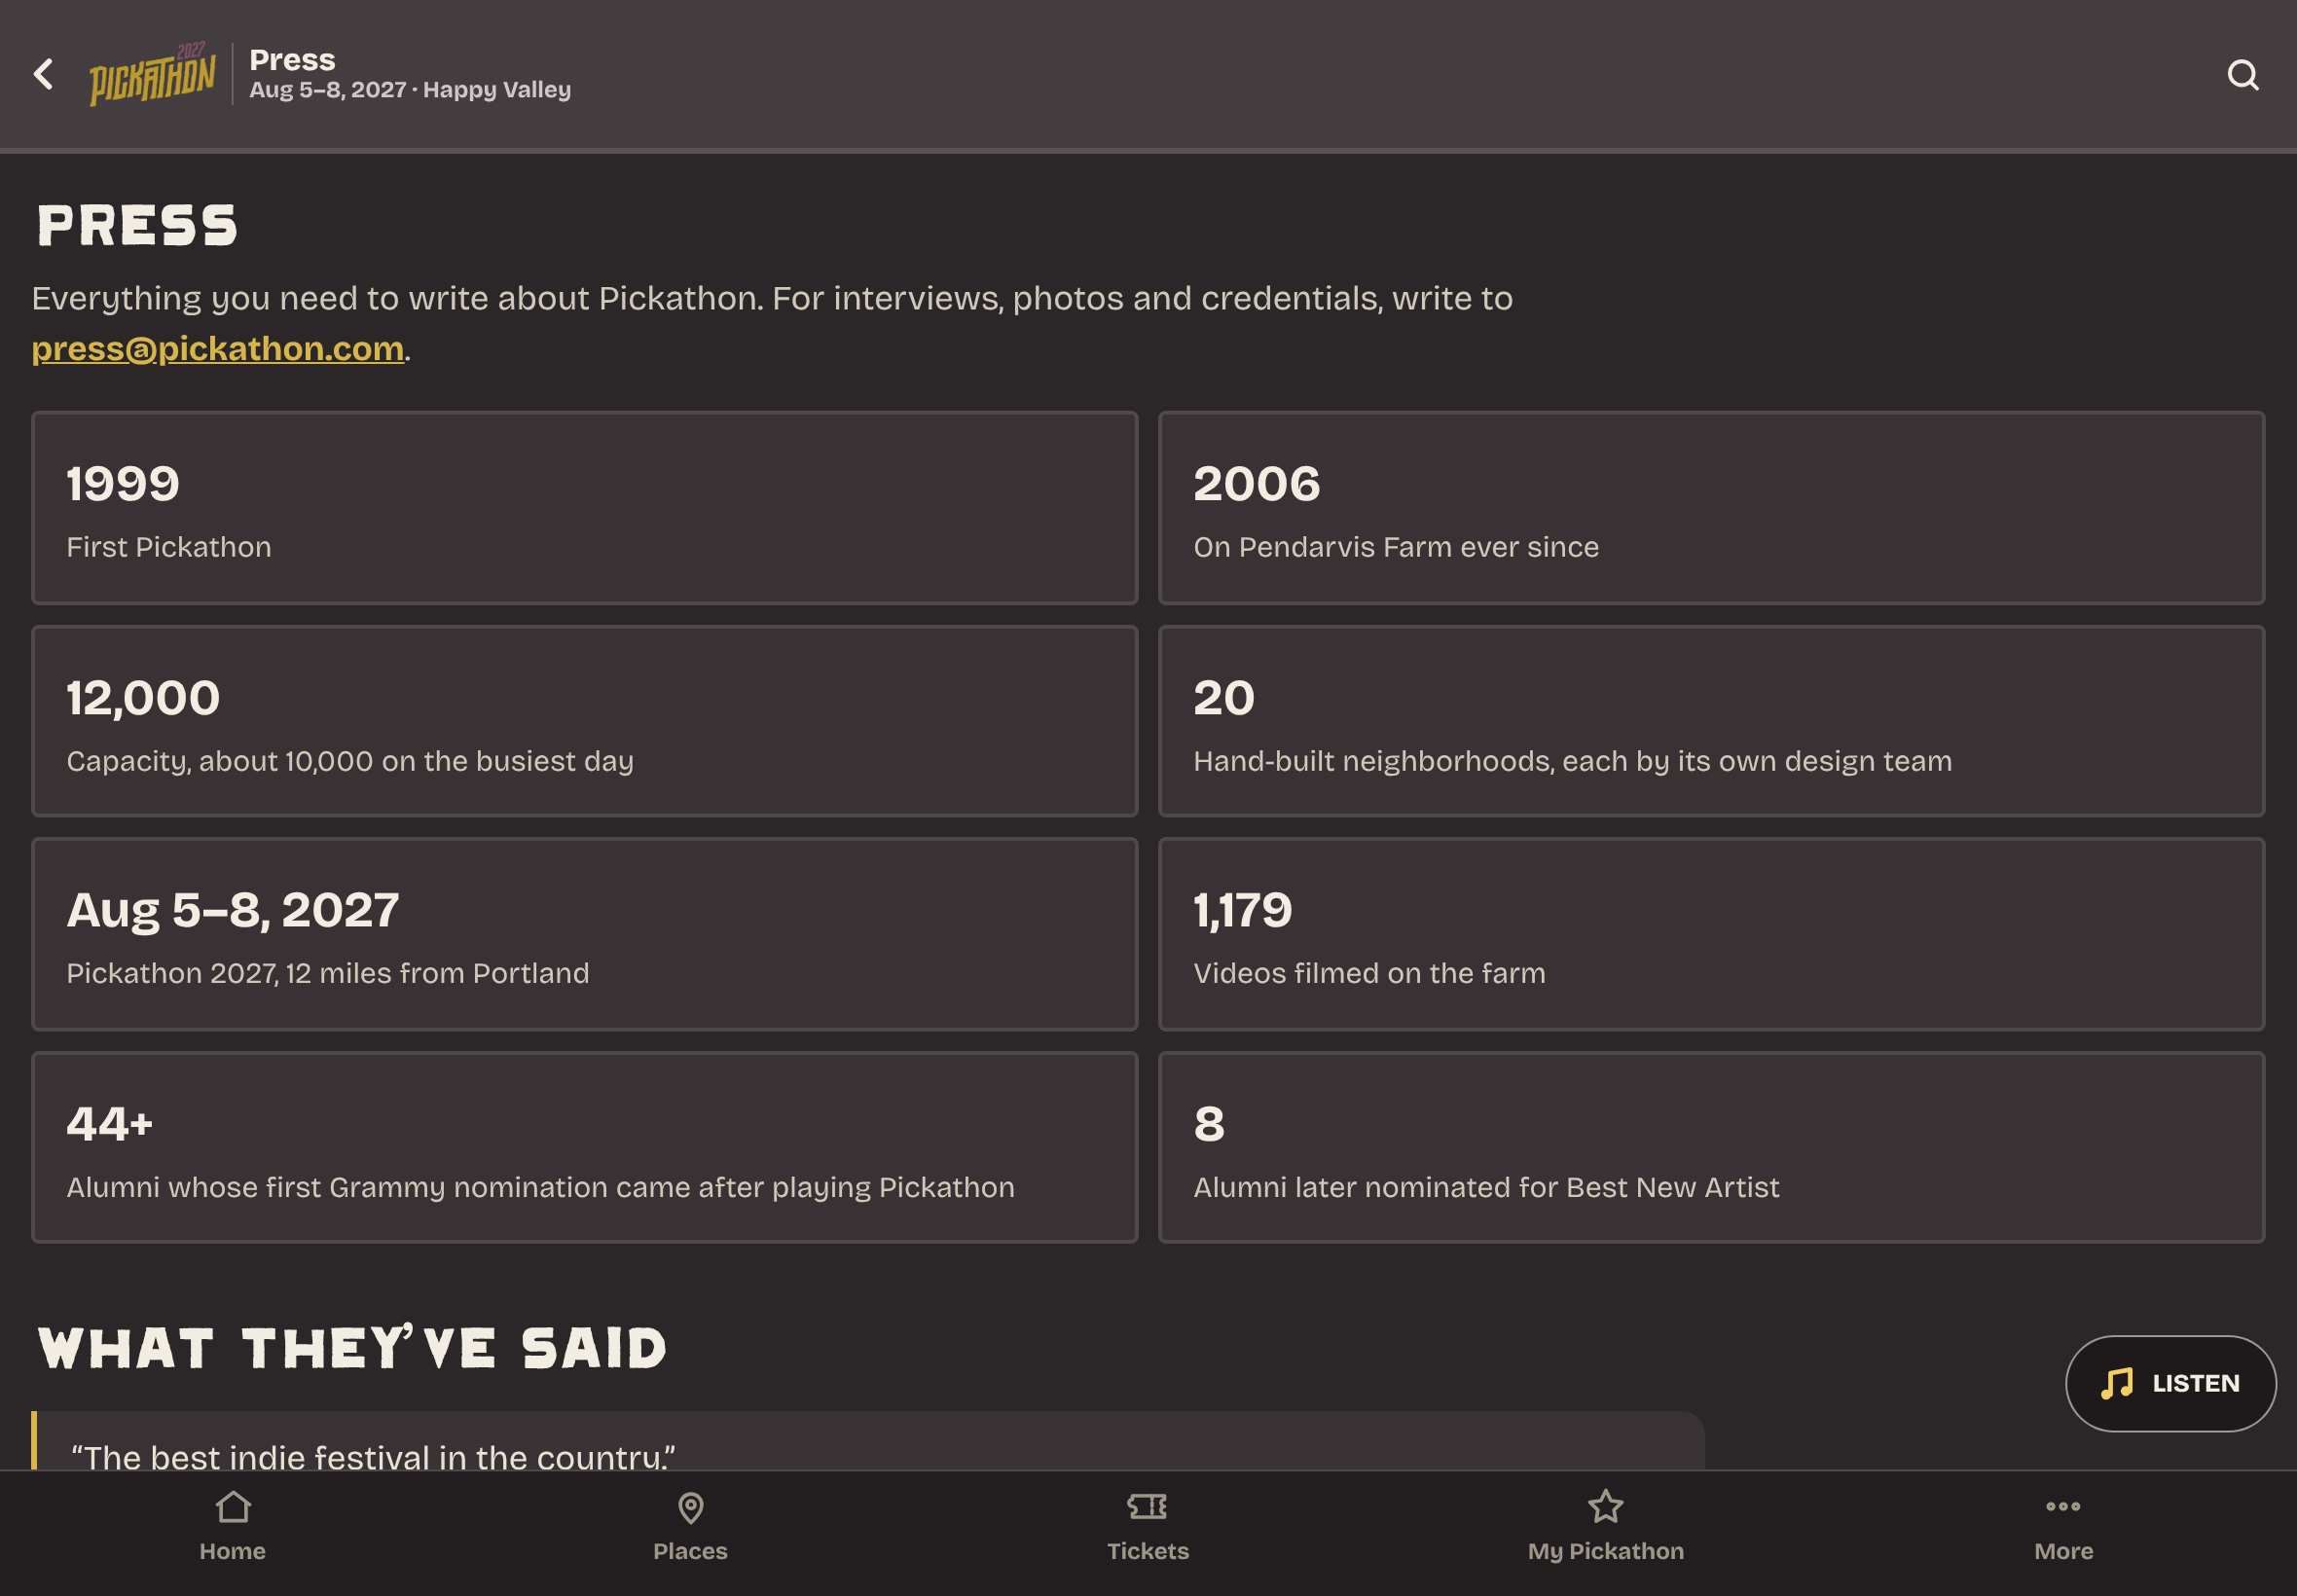 2027
PICKATHON
Press
Aug 5–8, 2027 · Happy Valley
PRESS
Everything you need to write about Pickathon. For interviews, photos and credentials, write to
press@pickathon.com.
1999
First Pickathon
2006
On Pendarvis Farm ever since
12,000
Capacity, about 10,000 on the busiest day
20
Hand-built neighborhoods, each by its own design team
Aug 5–8, 2027
Pickathon 2027, 12 miles from Portland
1,179
Videos filmed on the farm
44+
Alumni whose first Grammy nomination came after playing Pickathon
8
Alumni later nominated for Best New Artist
WHAT THEY’VE SAID
LISTEN
“The best indie festival in the country.”
Home
Places
Tickets
My Pickathon
More